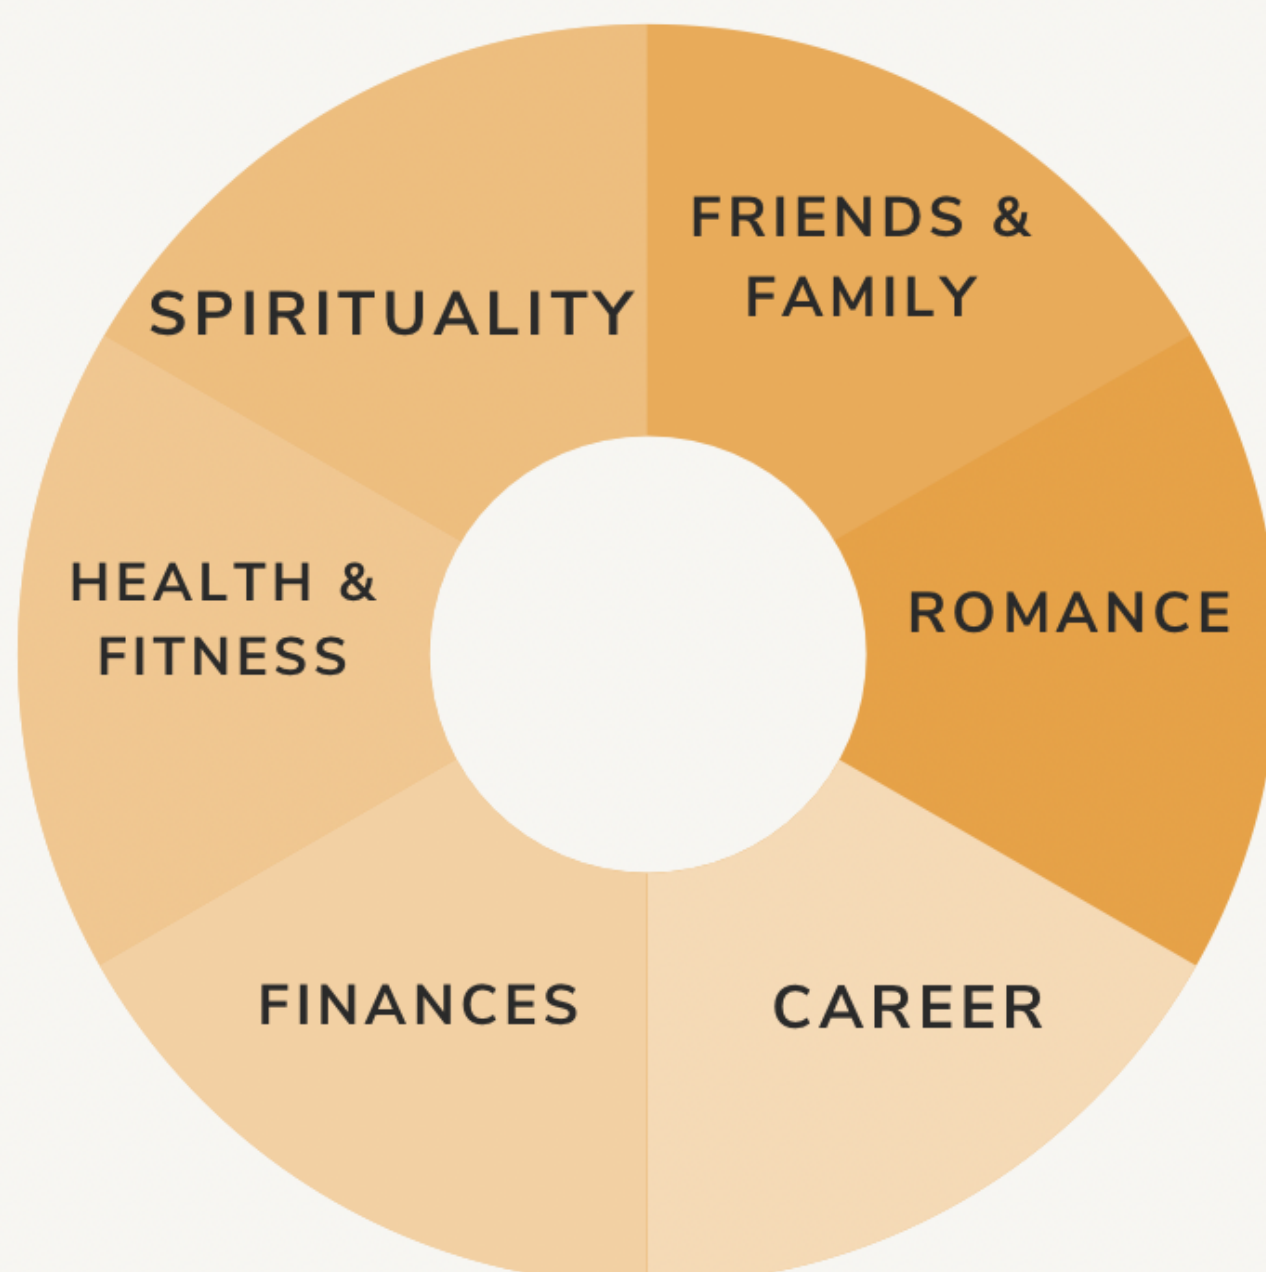 FRIENDS &
FAMILY
SPIRITUALITY
HEALTH &
FITNESS
ROMANCE
FINANCES
CAREER